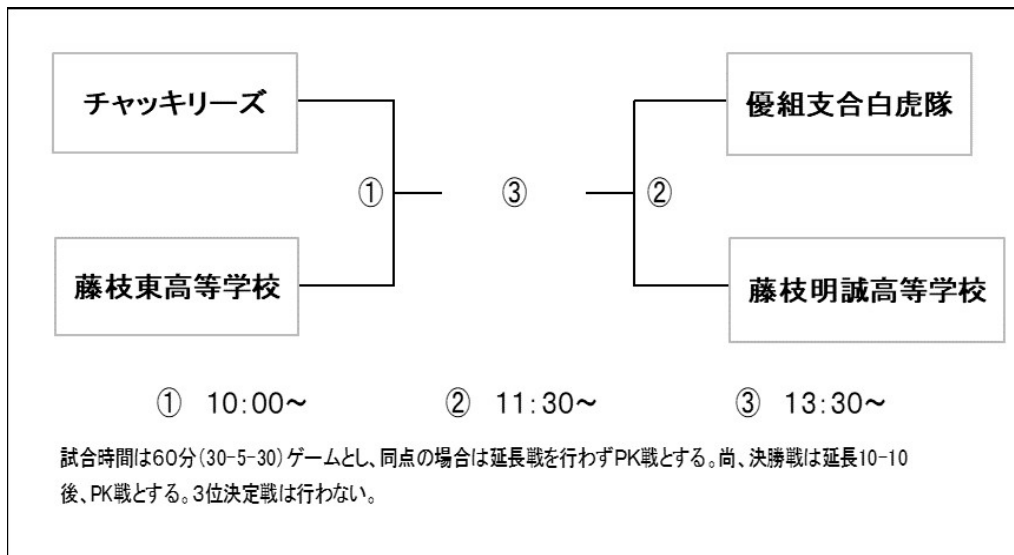 チャッキリーズ
優組支合白虎隊
①
③
②
藤枝東高等学校
藤枝明誠高等学校
① 10:00～
② 11:30～
③ 13:30～
試合時間は60分(30-5-30)ゲームとし、同点の場合は延長戦を行わずPK戦とする。尚、決勝戦は延長10-10
後、PK戦とする。3位決定戦は行わない。